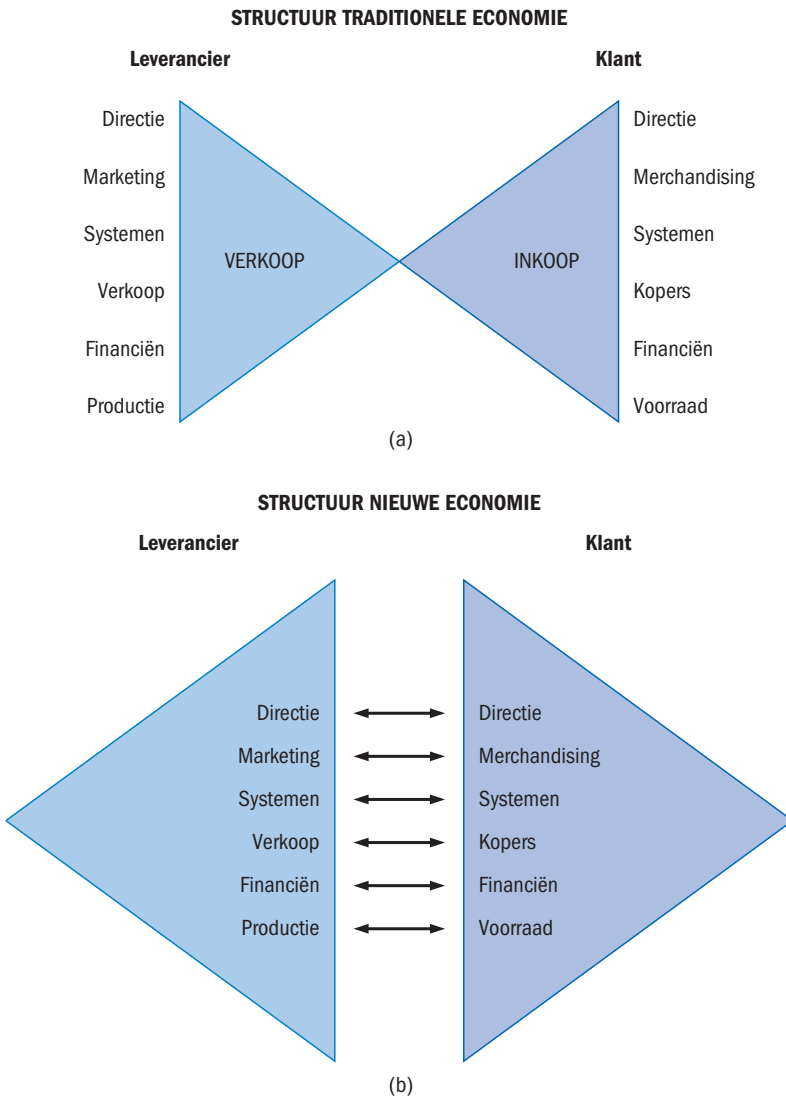 STRUCTUUR TRADITIONELE ECONOMIE
Leverancier Klant
Directie Directie
Marketing Merchandising
Systemen Systemen
VERKOOP INKOOP
Verkoop Kopers
Financiën Financiën
Productie Voorraad
(a)
STRUCTUUR NIEUWE ECONOMIE
Leverancier Klant
Directie Directie
Marketing Merchandising
Systemen Systemen
Verkoop Kopers
Financiën Financiën
Productie Voorraad
(b)